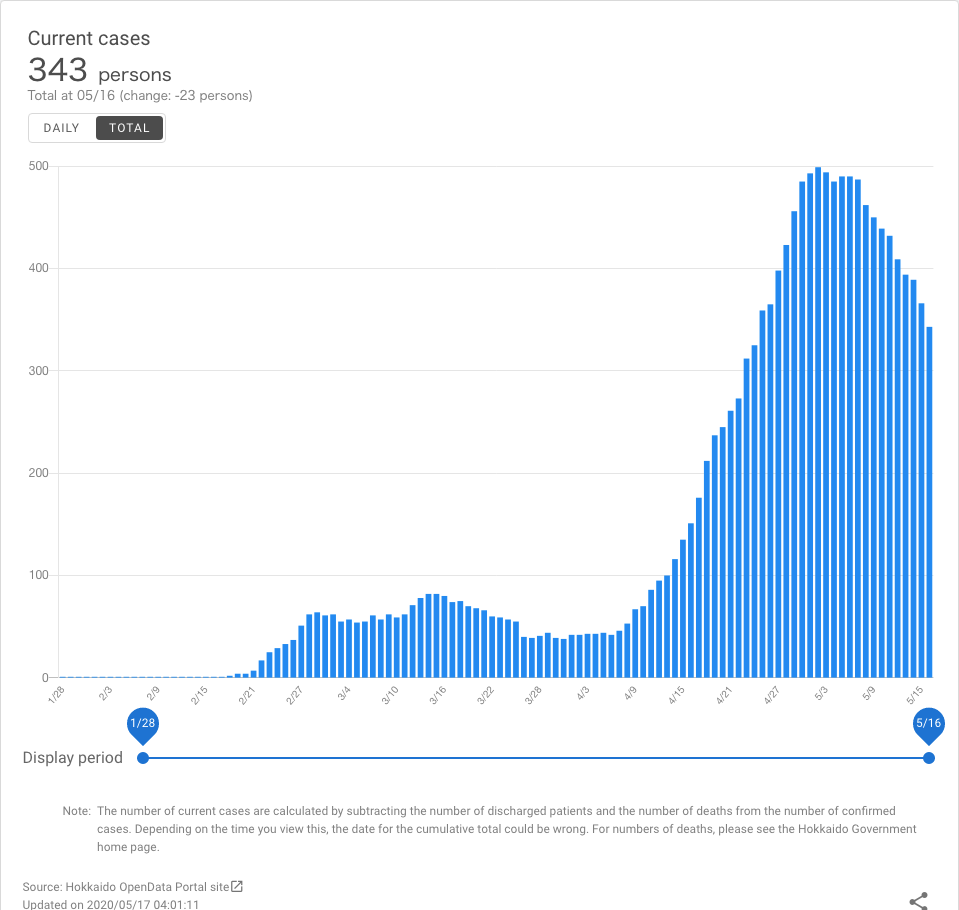 Current cases
343 persons
Total at 05/16 (change: -23 persons)
DAILY TOTAL
500
400
300
200
100
0
1/28 2/3 2/9 2/15 2/21 2/27 3/4 3/10 3/16 3/22 3/28 4/3 4/9 4/15 4/21 4/27 5/3 5/9 5/15
1/28 5/16
Display period
Note: The number of current cases are calculated by subtracting the number of discharged patients and the number of deaths from the number of confirmed
cases. Depending on the time you view this, the date for the cumulative total could be wrong. For numbers of deaths, please see the Hokkaido Government
home page.
Source: Hokkaido OpenData Portal site
Updated on 2020/05/17 04:01:11